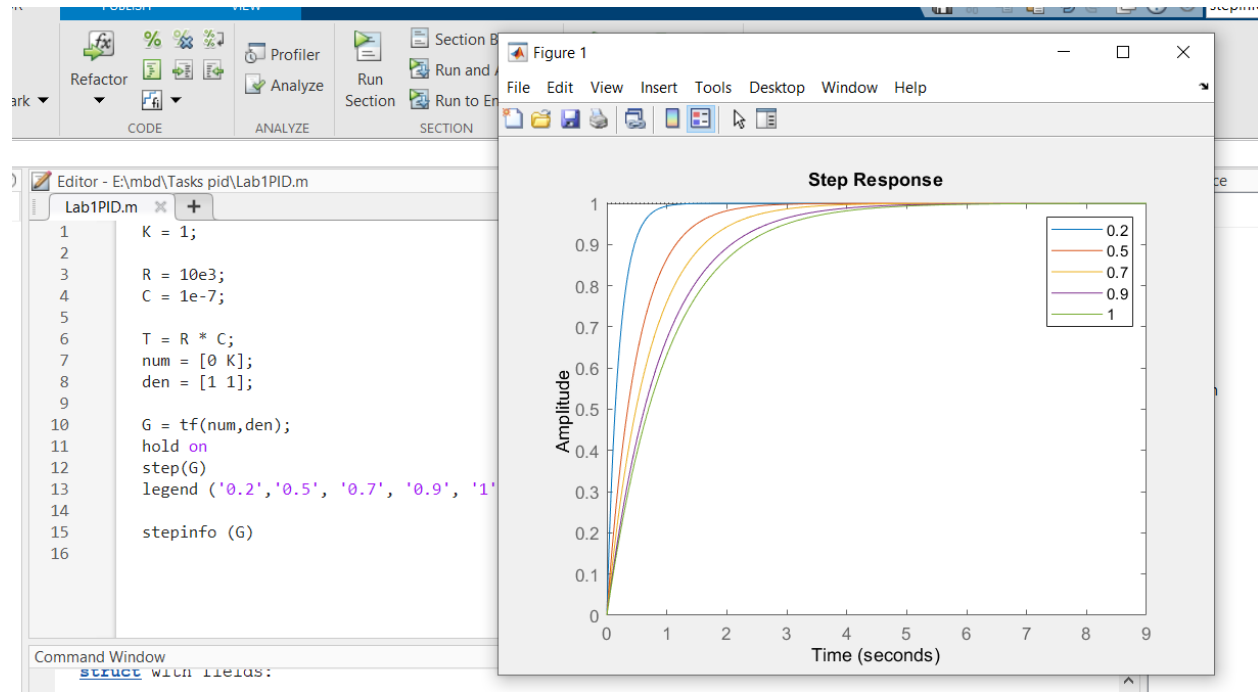 PUBLISH VIEW
Refactor
Profiler
Analyze
Run
Section
Section B
Run and A
Run to En
CODE
ANALYZE
SECTION
Editor - E:\mbd\Tasks pid\Lab1PID.m
Lab1PID.m
1 K = 1;
2
3 R = 10e3;
4 C = 1e-7;
5
6 T = R * C;
7 num = [0 K];
8 den = [1 1];
9
10 G = tf(num,den);
11 hold on
12 step(G)
13 legend ('0.2','0.5', '0.7', '0.9', '1'
14
15 stepinfo (G)
16
Command Window
struct with fields:
Figure 1
File Edit View Insert Tools Desktop Window Help
Step Response
1
0.9
0.8
0.7
0.6
0.5
0.4
0.3
0.2
0.1
0
Amplitude
0 1 2 3 4 5 6 7 8 9
Time (seconds)
0.2
0.5
0.7
0.9
1